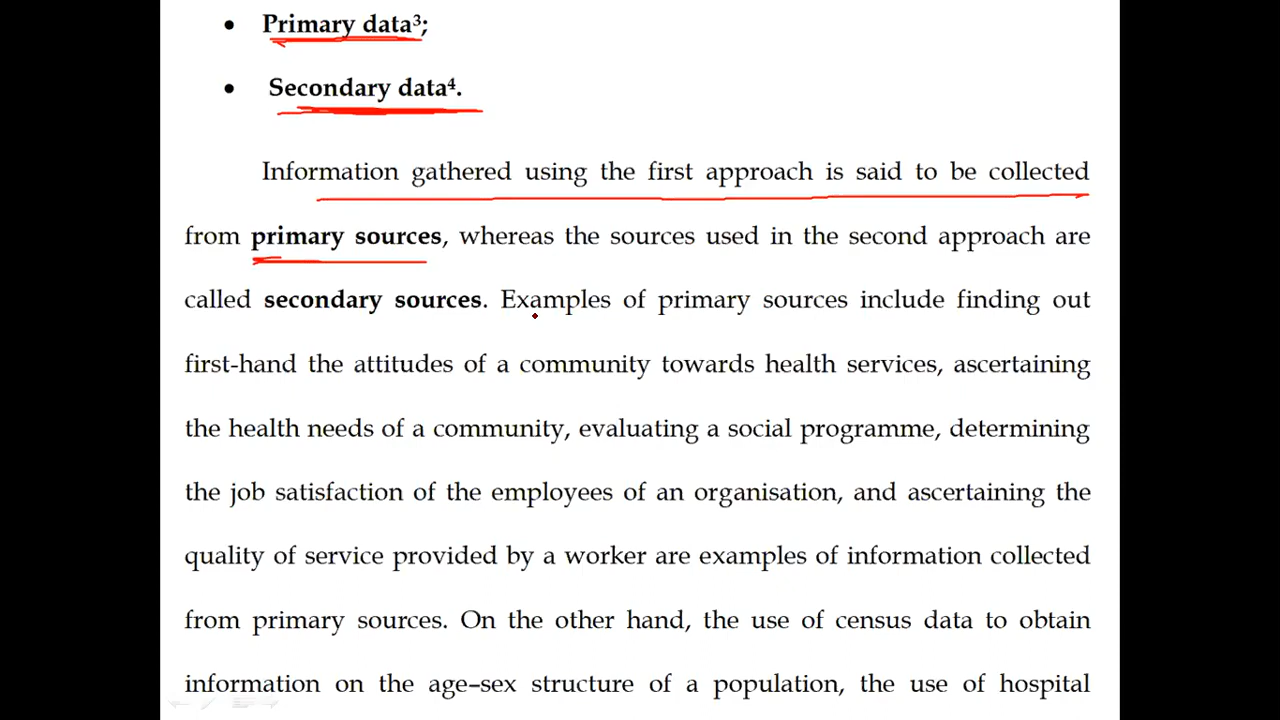 • Primary data³;
• Secondary data⁴.
Information gathered using the first approach is said to be collected
from primary sources, whereas the sources used in the second approach are
called secondary sources. Examples of primary sources include finding out
first-hand the attitudes of a community towards health services, ascertaining
the health needs of a community, evaluating a social programme, determining
the job satisfaction of the employees of an organisation, and ascertaining the
quality of service provided by a worker are examples of information collected
from primary sources. On the other hand, the use of census data to obtain
information on the age–sex structure of a population, the use of hospital